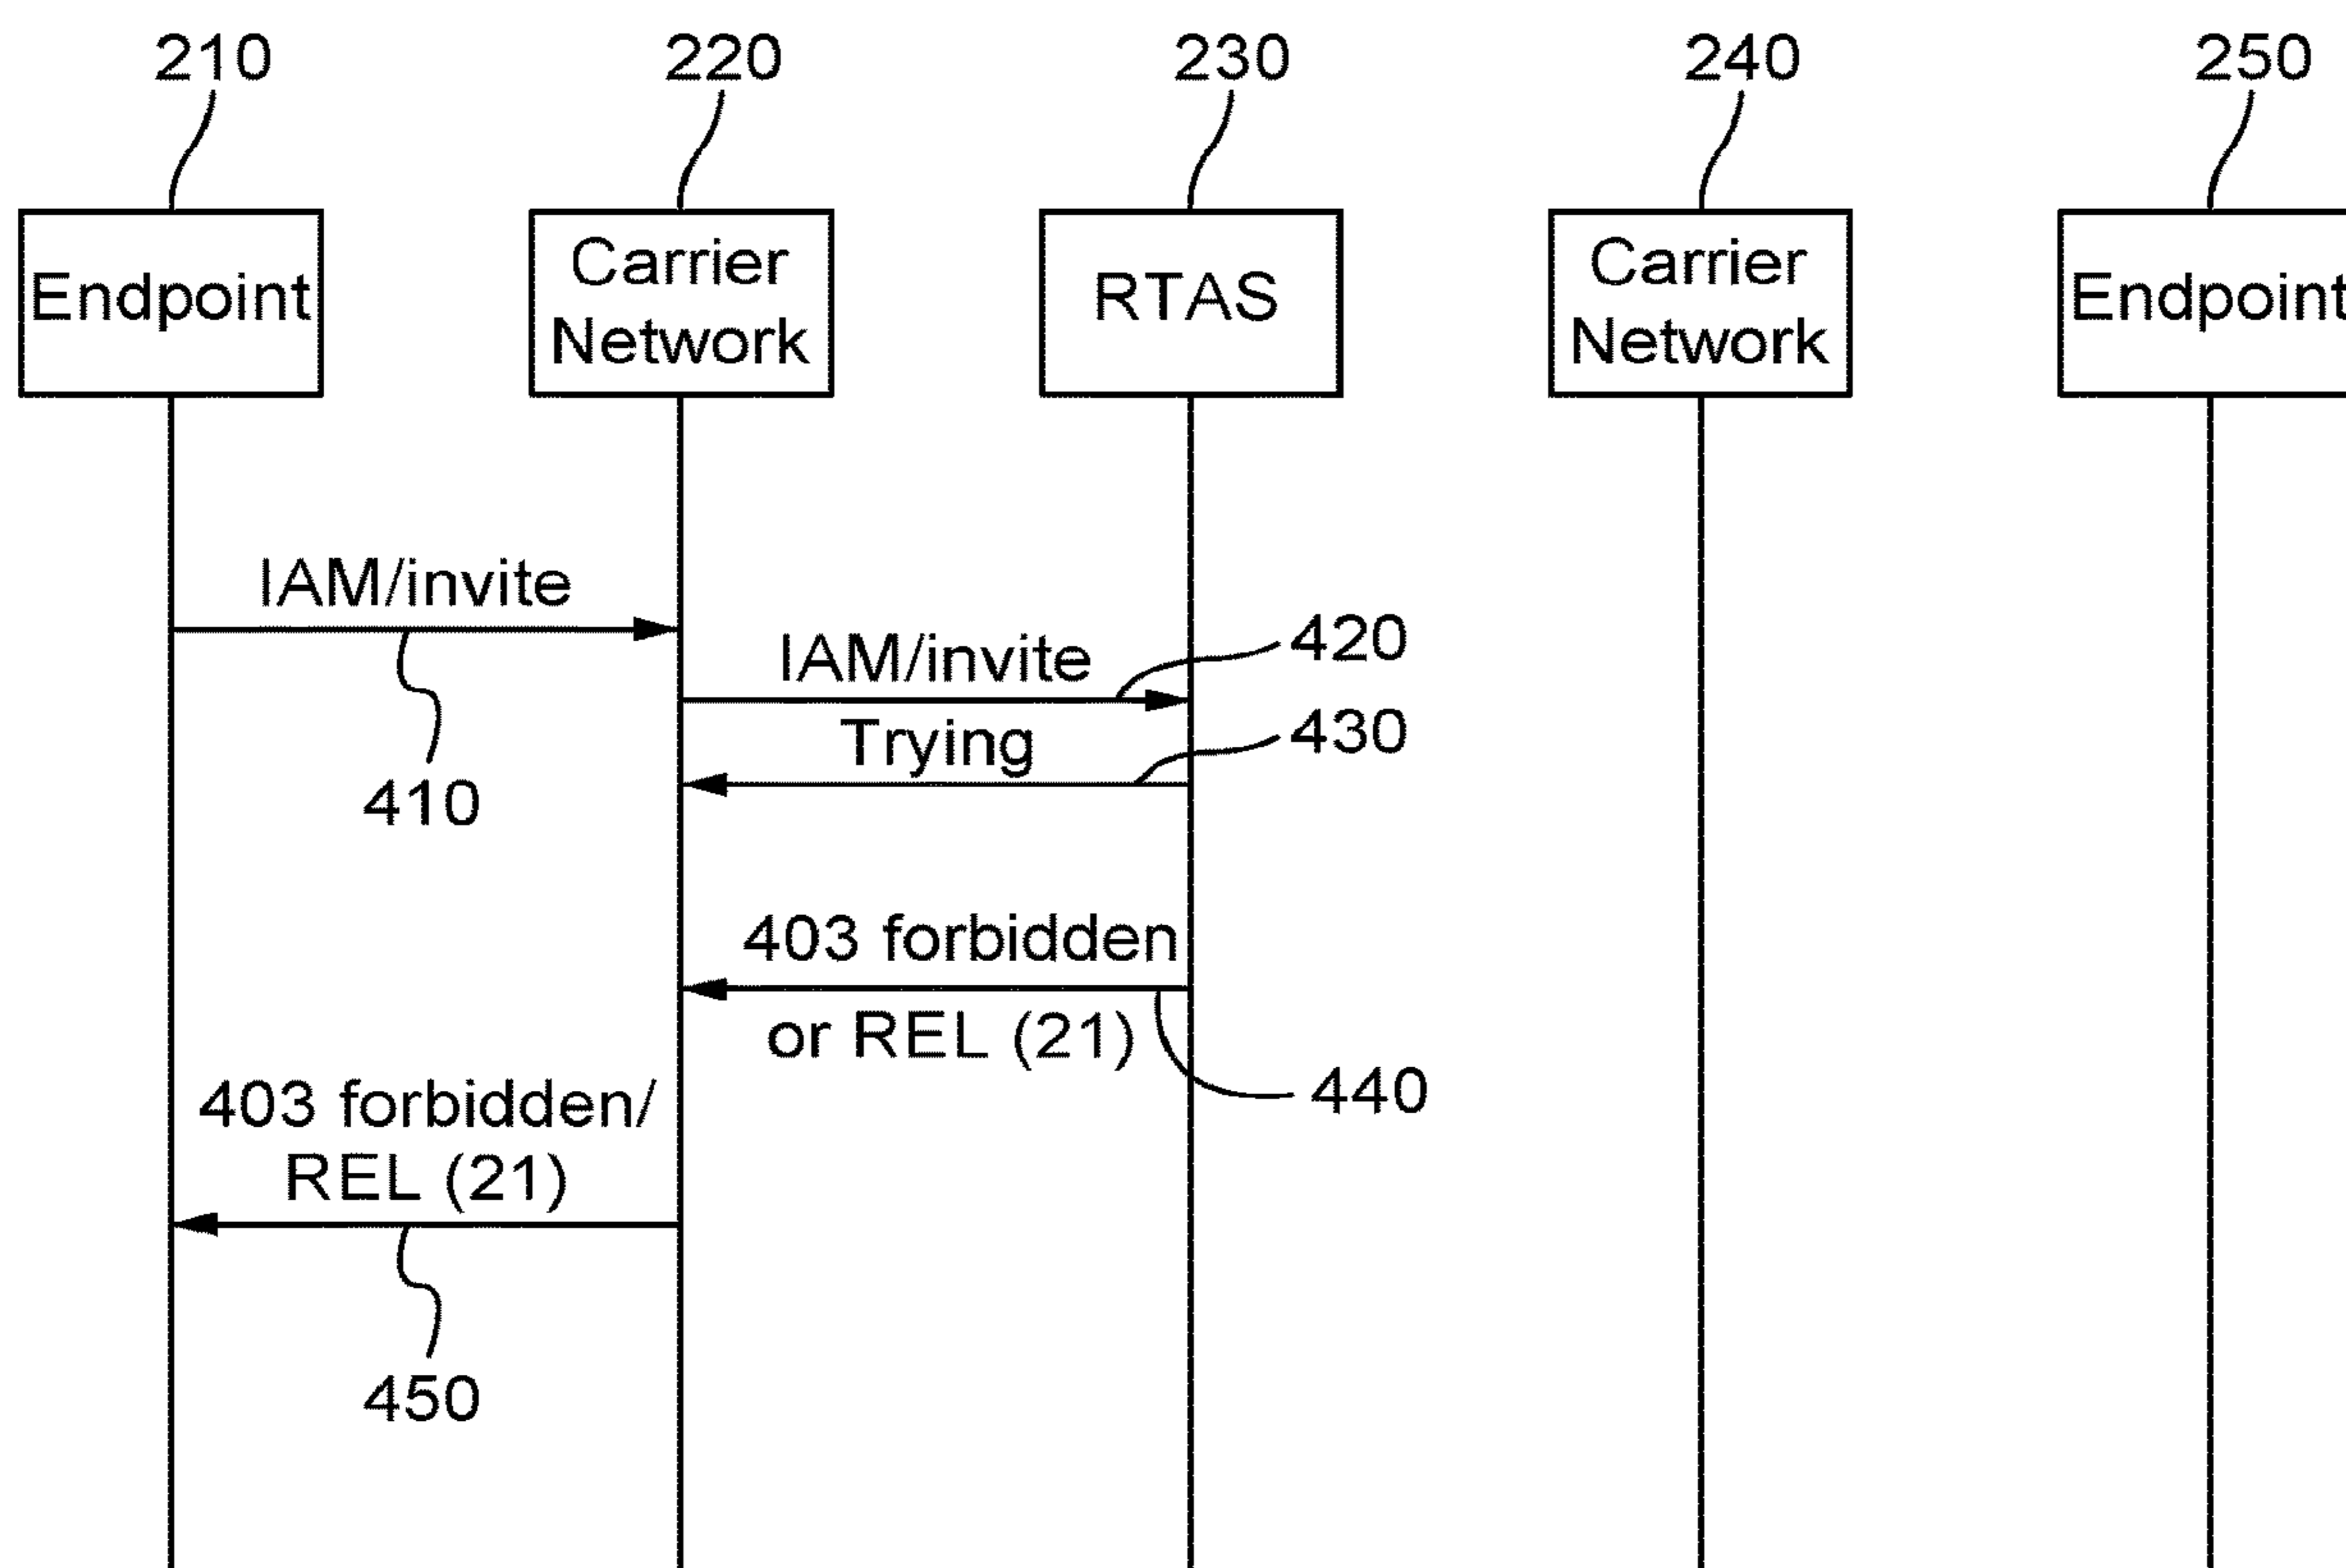 210
220
230
240
250
Endpoint
Carrier
Network
RTAS
Carrier
Network
Endpoint
IAM/invite
410
IAM/invite
420
Trying
430
403 forbidden
or REL (21)
440
403 forbidden/
REL (21)
450